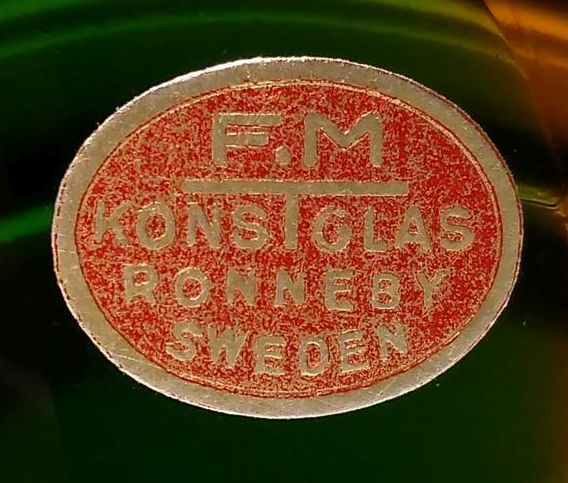 F.M
KONSTGLAS
RONNEBY
SWEDEN